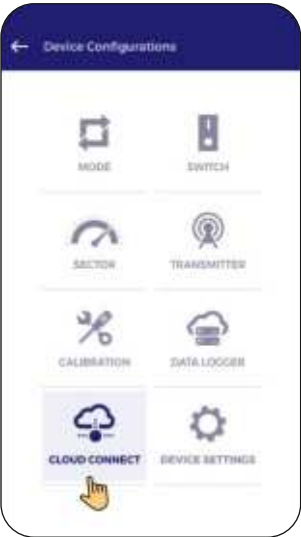 Device Configurations
MODE
SWITCH
SECTOR
TRANSMITTER
CALIBRATION
DATA LOGGER
CLOUD CONNECT
DEVICE SETTINGS